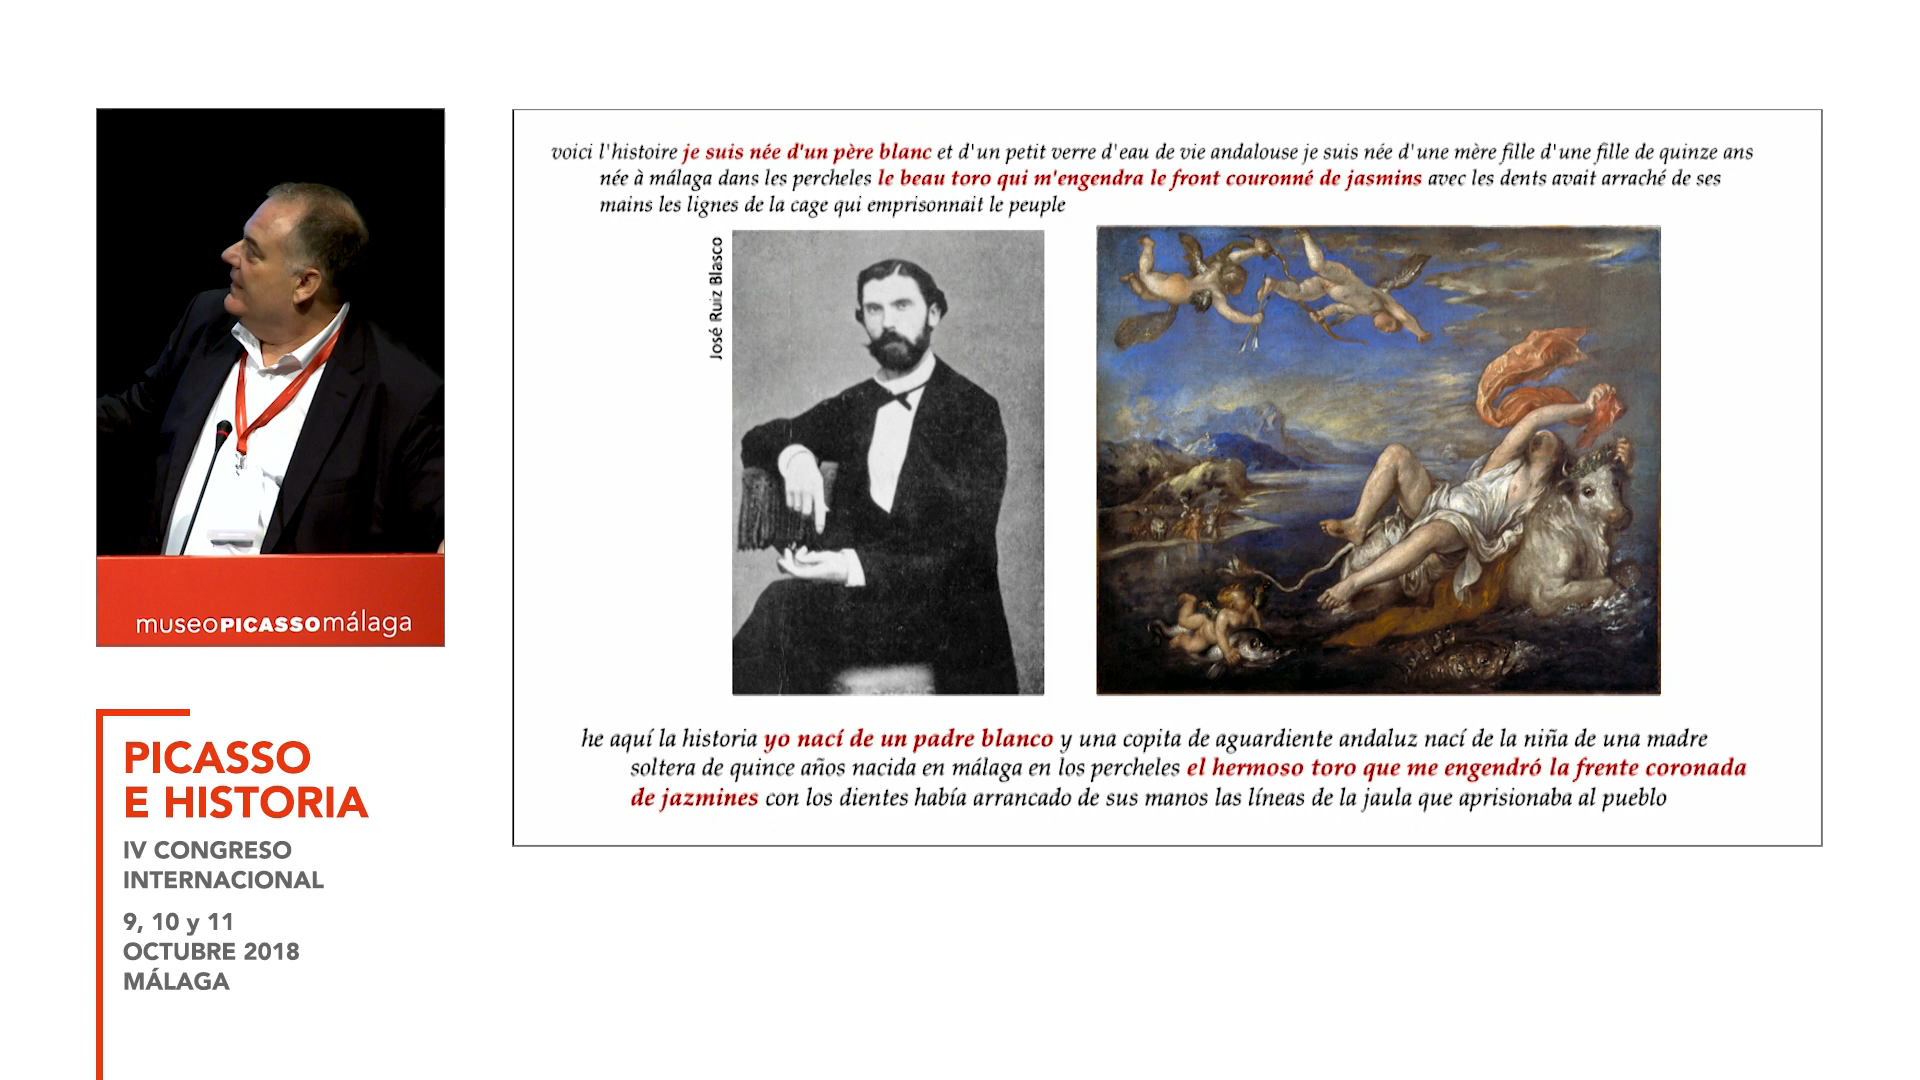 voici l'histoire je suis née d'un père blanc et d'un petit verre d'eau de vie andalouse je suis née d'une mère fille d'une fille de quinze ans
née à málaga dans les percheles le beau toro qui m'engendra le front couronné de jasmins avec les dents avait arraché de ses
mains les lignes de la cage qui emprisonnait le peuple
José Ruiz Blasco
he aquí la historia yo nací de un padre blanco y una copita de aguardiente andaluz nací de la niña de una madre
soltera de quince años nacida en málaga en los percheles el hermoso toro que me engendró la frente coronada
de jazmines con los dientes había arrancado de sus manos las líneas de la jaula que aprisionaba al pueblo
museoPICASSOmálaga
PICASSO
E HISTORIA
IV CONGRESO
INTERNACIONAL
9, 10 y 11
OCTUBRE 2018
MÁLAGA